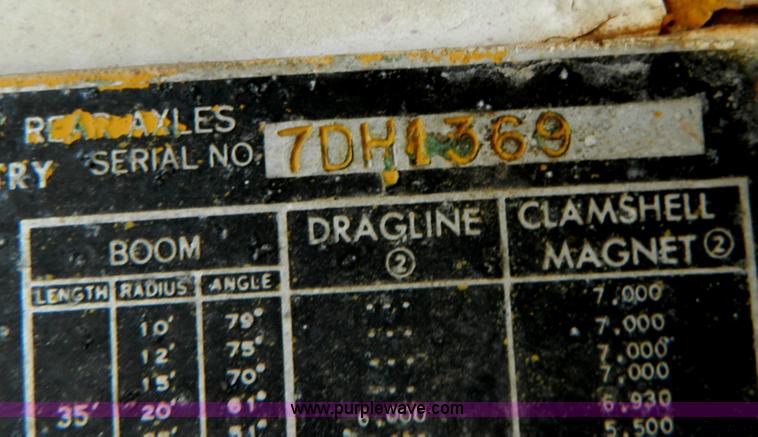 REAR AXLES
RY SERIAL NO. 7DH1369
BOOM DRAGLINE ② CLAMSHELL MAGNET ②
LENGTH RADIUS ANGLE
... 7.000
10' 79° ... 7.000
12' 75° 7.000
15' 70° ... 7.000
35' 20' 61° 6.930
51° 5.500
www.purplewave.com